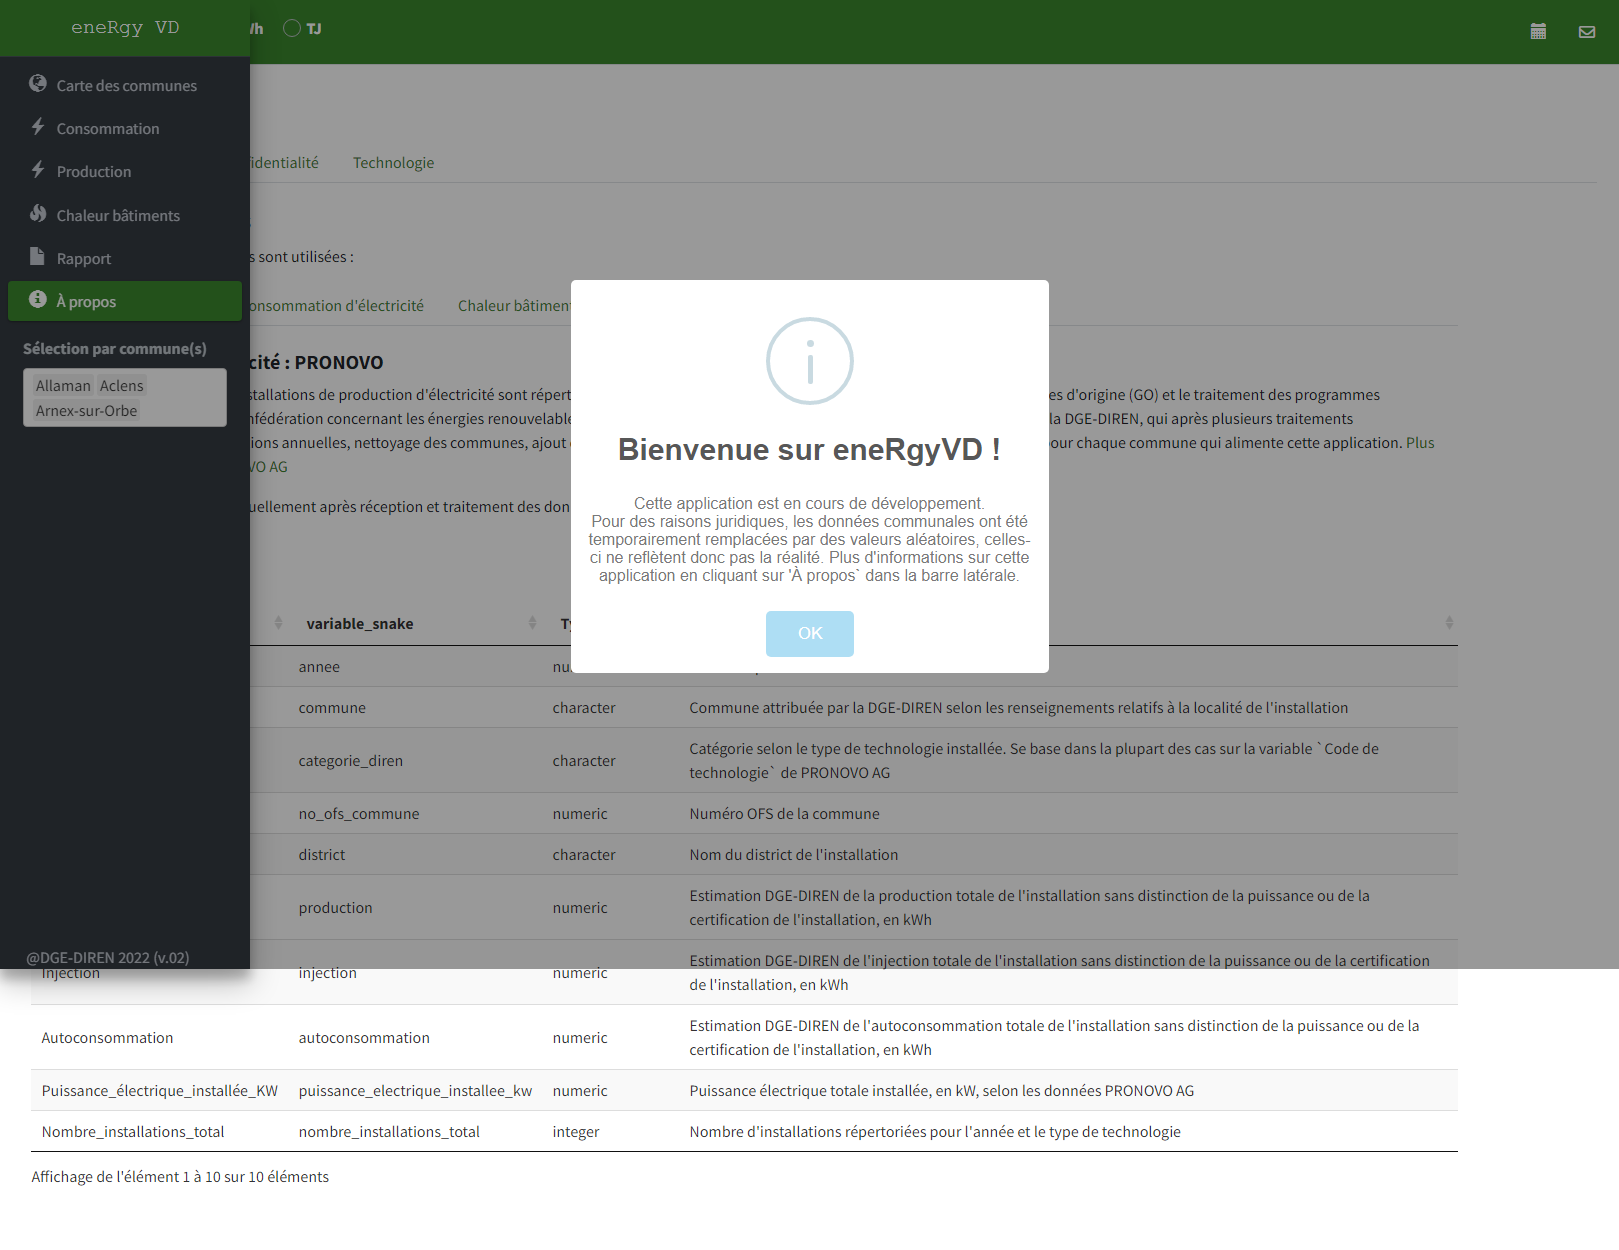 eneRgy VD
TJ
Carte des communes
Consommation
Production
Chaleur bâtiments
Rapport
À propos
Sélection par commune(s)
Allaman Aclens
Arnex-sur-Orbe
@DGE-DIREN 2022 (v.02)
Technologie
sont utilisées :
onsommation d'électricité Chaleur bâtiment
cité : PRONOVO
stallations de production d'électricité sont répert
es d'origine (GO) et le traitement des programmes
nfédération concernant les énergies renouvelable
la DGE-DIREN, qui après plusieurs traitements
ions annuelles, nettoyage des communes, ajout
our chaque commune qui alimente cette application. Plus
VO AG
uellement après réception et traitement des don
Bienvenue sur eneRgyVD !
Cette application est en cours de développement.
Pour des raisons juridiques, les données communales ont été
temporairement remplacées par des valeurs aléatoires, celles-
ci ne reflètent donc pas la réalité. Plus d'informations sur cette
application en cliquant sur 'À propos` dans la barre latérale.
OK
variable_snake
annee
commune character Commune attribuée par la DGE-DIREN selon les renseignements relatifs à la localité de l'installation
categorie_diren character Catégorie selon le type de technologie installée. Se base dans la plupart des cas sur la variable `Code de
technologie` de PRONOVO AG
no_ofs_commune numeric Numéro OFS de la commune
district character Nom du district de l'installation
production numeric Estimation DGE-DIREN de la production totale de l'installation sans distinction de la puissance ou de la
certification de l'installation, en kWh
Injection injection numeric Estimation DGE-DIREN de l'injection totale de l'installation sans distinction de la puissance ou de la certification
de l'installation, en kWh
Autoconsommation autoconsommation numeric Estimation DGE-DIREN de l'autoconsommation totale de l'installation sans distinction de la puissance ou de la
certification de l'installation, en kWh
Puissance_électrique_installée_KW puissance_electrique_installee_kw numeric Puissance électrique totale installée, en kW, selon les données PRONOVO AG
Nombre_installations_total nombre_installations_total integer Nombre d'installations répertoriées pour l'année et le type de technologie
Affichage de l'élément 1 à 10 sur 10 éléments